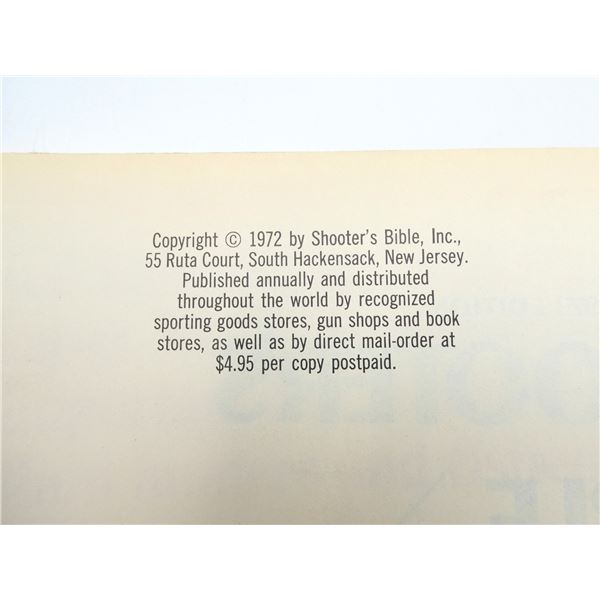 Copyright © 1972 by Shooter's Bible, Inc.,
55 Ruta Court, South Hackensack, New Jersey.
Published annually and distributed
throughout the world by recognized
sporting goods stores, gun shops and book
stores, as well as by direct mail-order at
$4.95 per copy postpaid.